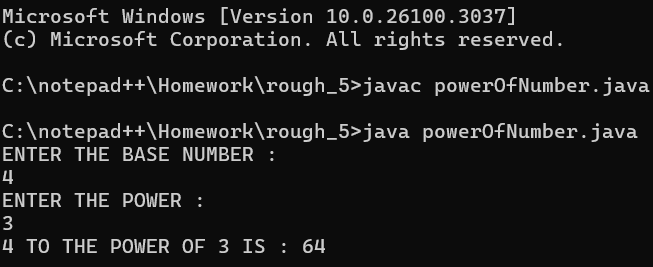 Microsoft Windows [Version 10.0.26100.3037]
(c) Microsoft Corporation. All rights reserved.
C:\notepad++\Homework\rough_5>javac powerOfNumber.java
C:\notepad++\Homework\rough_5>java powerOfNumber.java
ENTER THE BASE NUMBER :
4
ENTER THE POWER :
3
4 TO THE POWER OF 3 IS : 64